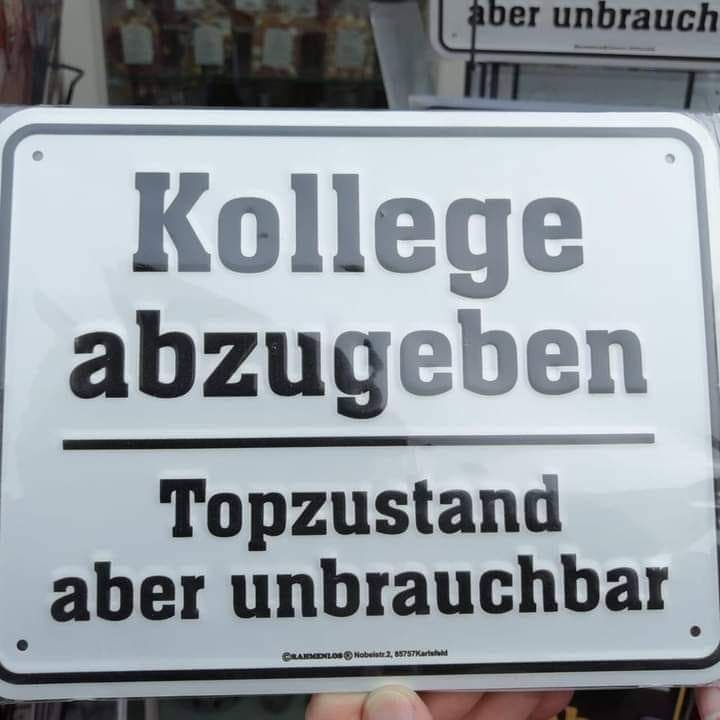 aber unbrauch
Kollege
abzugeben
Topzustand
aber unbrauchbar
©RAHMENLOS® Nobelstr.2, 85757Karlsfeld